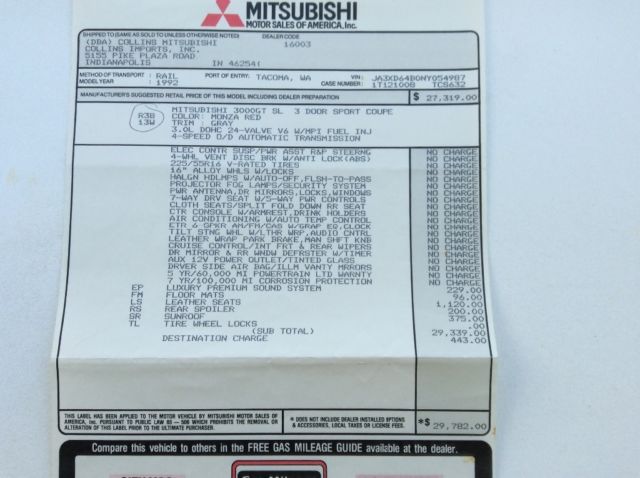 MITSUBISHI
MOTOR SALES OF AMERICA, Inc.
SHIPPED TO (SAME AS SOLD TO UNLESS OTHERWISE NOTED) DEALER CODE
(DBA) COLLINS MITSUBISHI 16003
COLLINS IMPORTS, INC.
5155 PIKE PLAZA ROAD
INDIANAPOLIS IN 46254(
METHOD OF TRANSPORT : RAIL PORT OF ENTRY: TACOMA, WA VIN: JA3XD64B0NY054987
MODEL YEAR : 1992 CASE NUMBER: 1T121008 TCS632
MANUFACTURER'S SUGGESTED RETAIL PRICE OF THIS MODEL INCLUDING DEALER PREPARATION $ 27,319.00
R38 MITSUBISHI 3000GT SL 3 DOOR SPORT COUPE
13W COLOR: MONZA RED
TRIM : GRAY
3.0L DOHC 24-VALVE V6 W/MPI FUEL INJ
4-SPEED O/D AUTOMATIC TRANSMISSION
ELEC CONTR SUSP/PWR ASST R&P STEERNG NO CHARGE
4-WHL VENT DISC BRK W/ANTI LOCK(ABS) NO CHARGE
225/55R16 V-RATED TIRES NO CHARGE
16" ALLOY WHLS W/LOCKS NO CHARGE
HALGN HDLMPS W/AUTO-OFF,FLSH-TO-PASS NO CHARGE
PROJECTOR FOG LAMPS/SECURITY SYSTEM NO CHARGE
PWR ANTENNA,DR MIRRORS,LOCKS,WINDOWS NO CHARGE
7-WAY DRV SEAT W/5-WAY PWR CONTROLS NO CHARGE
CLOTH SEATS/SPLIT FOLD DOWN RR SEAT NO CHARGE
CTR CONSOLE W/ARMREST,DRINK HOLDERS NO CHARGE
AIR CONDITIONING W/AUTO TEMP CONTROL NO CHARGE
ETR 6-SPKR AM/FM/CAS W/GRAP EQ,CLOCK NO CHARGE
TILT STNG WHL W/LTHR WRP,AUDIO CNTRL NO CHARGE
LEATHER WRAP PARK BRAKE,MAN SHFT KNB NO CHARGE
CRUISE CONTROL/INT FRT & REAR WIPERS NO CHARGE
DR MIRROR & RR WNDW DEFRSTER W/TIMER NO CHARGE
AUX 12V POWER OUTLET/TINTED GLASS NO CHARGE
DRVER SIDE AIR BAG/ILLM VANTY MRRORS NO CHARGE
5 YR/60,000 MI POWERTRAIN LTD WARNTY NO CHARGE
7 YR/100,000 MI CORROSION PROTECTION NO CHARGE
EP LUXURY PREMIUM SOUND SYSTEM 229.00
FM FLOOR MATS 96.00
LS LEATHER SEATS 1,120.00
RS REAR SPOILER 200.00
SR SUNROOF 375.00
TL TIRE WHEEL LOCKS .00
(SUB TOTAL) 29,339.00
DESTINATION CHARGE 443.00
THIS LABEL HAS BEEN APPLIED TO THE MOTOR VEHICLE BY MITSUBISHI MOTOR SALES OF
AMERICA, Inc. PURSUANT TO PUBLIC LAW 85 - 506 WHICH PROHIBITS THE REMOVAL OR
ALTERATION OF THIS LABEL PRIOR TO THE ULTIMATE PURCHASER.
* DOES NOT INCLUDE DEALER INSTALLED OPTIONS
& ACCESSORIES, LOCAL TAXES OR LICENSE FEES.
*$ 29,782.00
Compare this vehicle to others in the FREE GAS MILEAGE GUIDE available at the dealer.